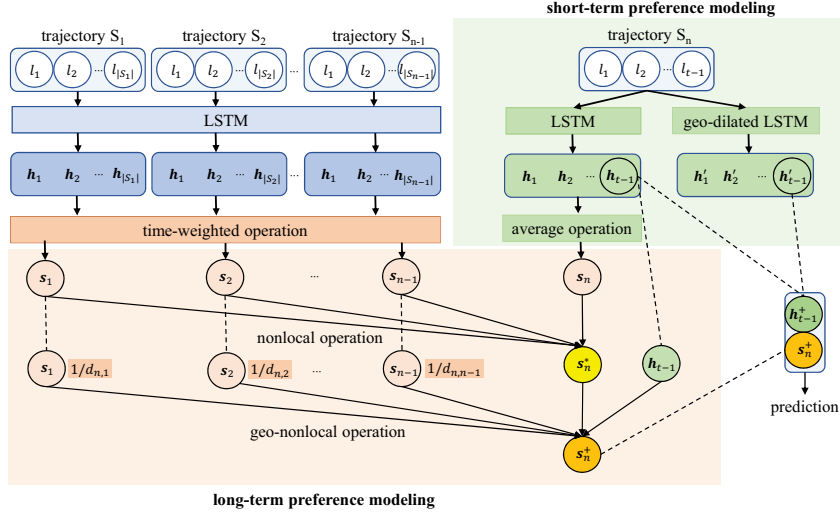 short-term preference modeling
trajectory S₁ trajectory S₂ trajectory Sₙ₋₁ trajectory Sₙ
l₁ l₂ ··· l|S₁| l₁ l₂ ··· l|S₂| ... l₁ l₂ ··· l|Sₙ₋₁| l₁ l₂ ··· lₜ₋₁
LSTM LSTM geo-dilated LSTM
h₁ h₂ ··· h|S₁| h₁ h₂ ··· h|S₂| ... h₁ h₂ ··· h|Sₙ₋₁| h₁ h₂ ··· hₜ₋₁ h′₁ h′₂ ··· h′ₜ₋₁
time-weighted operation average operation
s₁ s₂ ... sₙ₋₁ sₙ
h⁺ₜ₋₁
nonlocal operation
s⁺ₙ
s₁ 1/dₙ,₁ s₂ 1/dₙ,₂ ... sₙ₋₁ 1/dₙ,ₙ₋₁ s*ₙ hₜ₋₁
prediction
geo-nonlocal operation
s⁺ₙ
long-term preference modeling